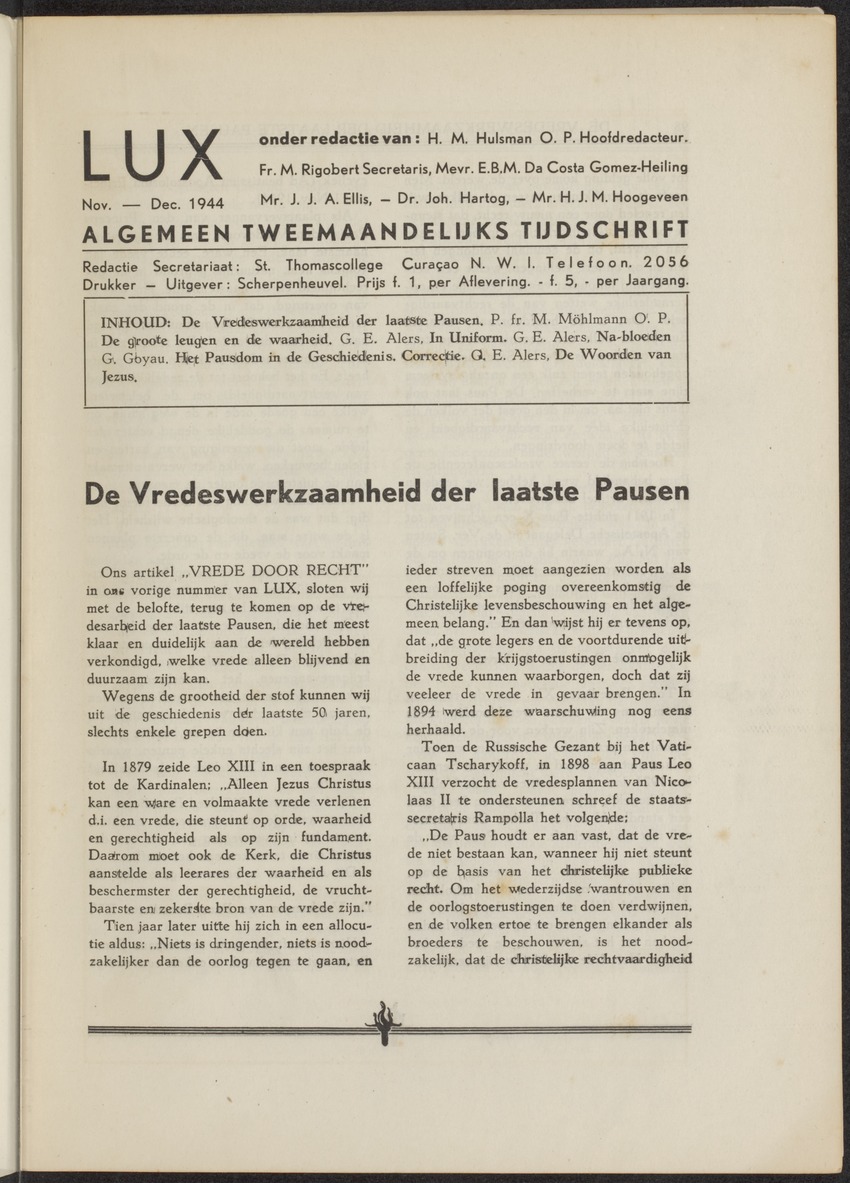 LUX
Nov. — Dec. 1944
onder redactie van: H. M. Hulsman O. P. Hoofdredacteur.
Fr. M. Rigobert Secretaris, Mevr. E.B.M. Da Costa Gomez-Heiling
Mr. J. J. A. Ellis, — Dr. Joh. Hartog, — Mr. H. J. M. Hoogeveen
ALGEMEEN TWEEMAANDELIJKS TIJDSCHRIFT
Redactie Secretariaat: St. Thomascollege Curaçao N. W. I. Telefoon. 2056
Drukker — Uitgever: Scherpenheuvel. Prijs f. 1, per Aflevering. - f. 5, - per Jaargang.
INHOUD: De Vredeswerkzaamheid der laatste Pausen. P. fr. M. Möhlmann O. P.
De groote leugen en de waarheid. G. E. Alers, In Uniform. G. E. Alers, Na-bloeden
G. Goyau. Het Pausdom in de Geschiedenis. Correctie. G. E. Alers, De Woorden van
Jezus.
De Vredeswerkzaamheid der laatste Pausen
Ons artikel „VREDE DOOR RECHT"
in ons vorige nummer van LUX, sloten wij
met de belofte, terug te komen op de vre-
desarbeid der laatste Pausen, die het meest
klaar en duidelijk aan de wereld hebben
verkondigd, welke vrede alleen blijvend en
duurzaam zijn kan.
Wegens de grootheid der stof kunnen wij
uit de geschiedenis der laatste 50 jaren,
slechts enkele grepen doen.
In 1879 zeide Leo XIII in een toespraak
tot de Kardinalen; „Alleen Jezus Christus
kan een ware en volmaakte vrede verlenen
d.i. een vrede, die steunt op orde, waarheid
en gerechtigheid als op zijn fundament.
Daarom moet ook de Kerk, die Christus
aanstelde als leerares der waarheid en als
beschermster der gerechtigheid, de vrucht-
baarste en zekerste bron van de vrede zijn."
Tien jaar later uitte hij zich in een allocu-
tie aldus: „Niets is dringender, niets is nood-
zakelijker dan de oorlog tegen te gaan, en
ieder streven moet aangezien worden als
een loffelijke poging overeenkomstig de
Christelijke levensbeschouwing en het alge-
meen belang." En dan wijst hij er tevens op,
dat „de grote legers en de voortdurende uit-
breiding der krijgstoerustingen onmogelijk
de vrede kunnen waarborgen, doch dat zij
veeleer de vrede in gevaar brengen." In
1894 werd deze waarschuwing nog eens
herhaald.
Toen de Russische Gezant bij het Vati-
caan Tscharykoff, in 1898 aan Paus Leo
XIII verzocht de vredesplannen van Nico-
laas II te ondersteunen schreef de staats-
secretaris Rampolla het volgende;
„De Paus houdt er aan vast, dat de vre-
de niet bestaan kan, wanneer hij niet steunt
op de basis van het christelijke publieke
recht. Om het wederzijdse wantrouwen en
de oorlogstoerustingen te doen verdwijnen,
en de volken ertoe te brengen elkander als
broeders te beschouwen, is het nood-
zakelijk, dat de christelijke rechtvaardigheid